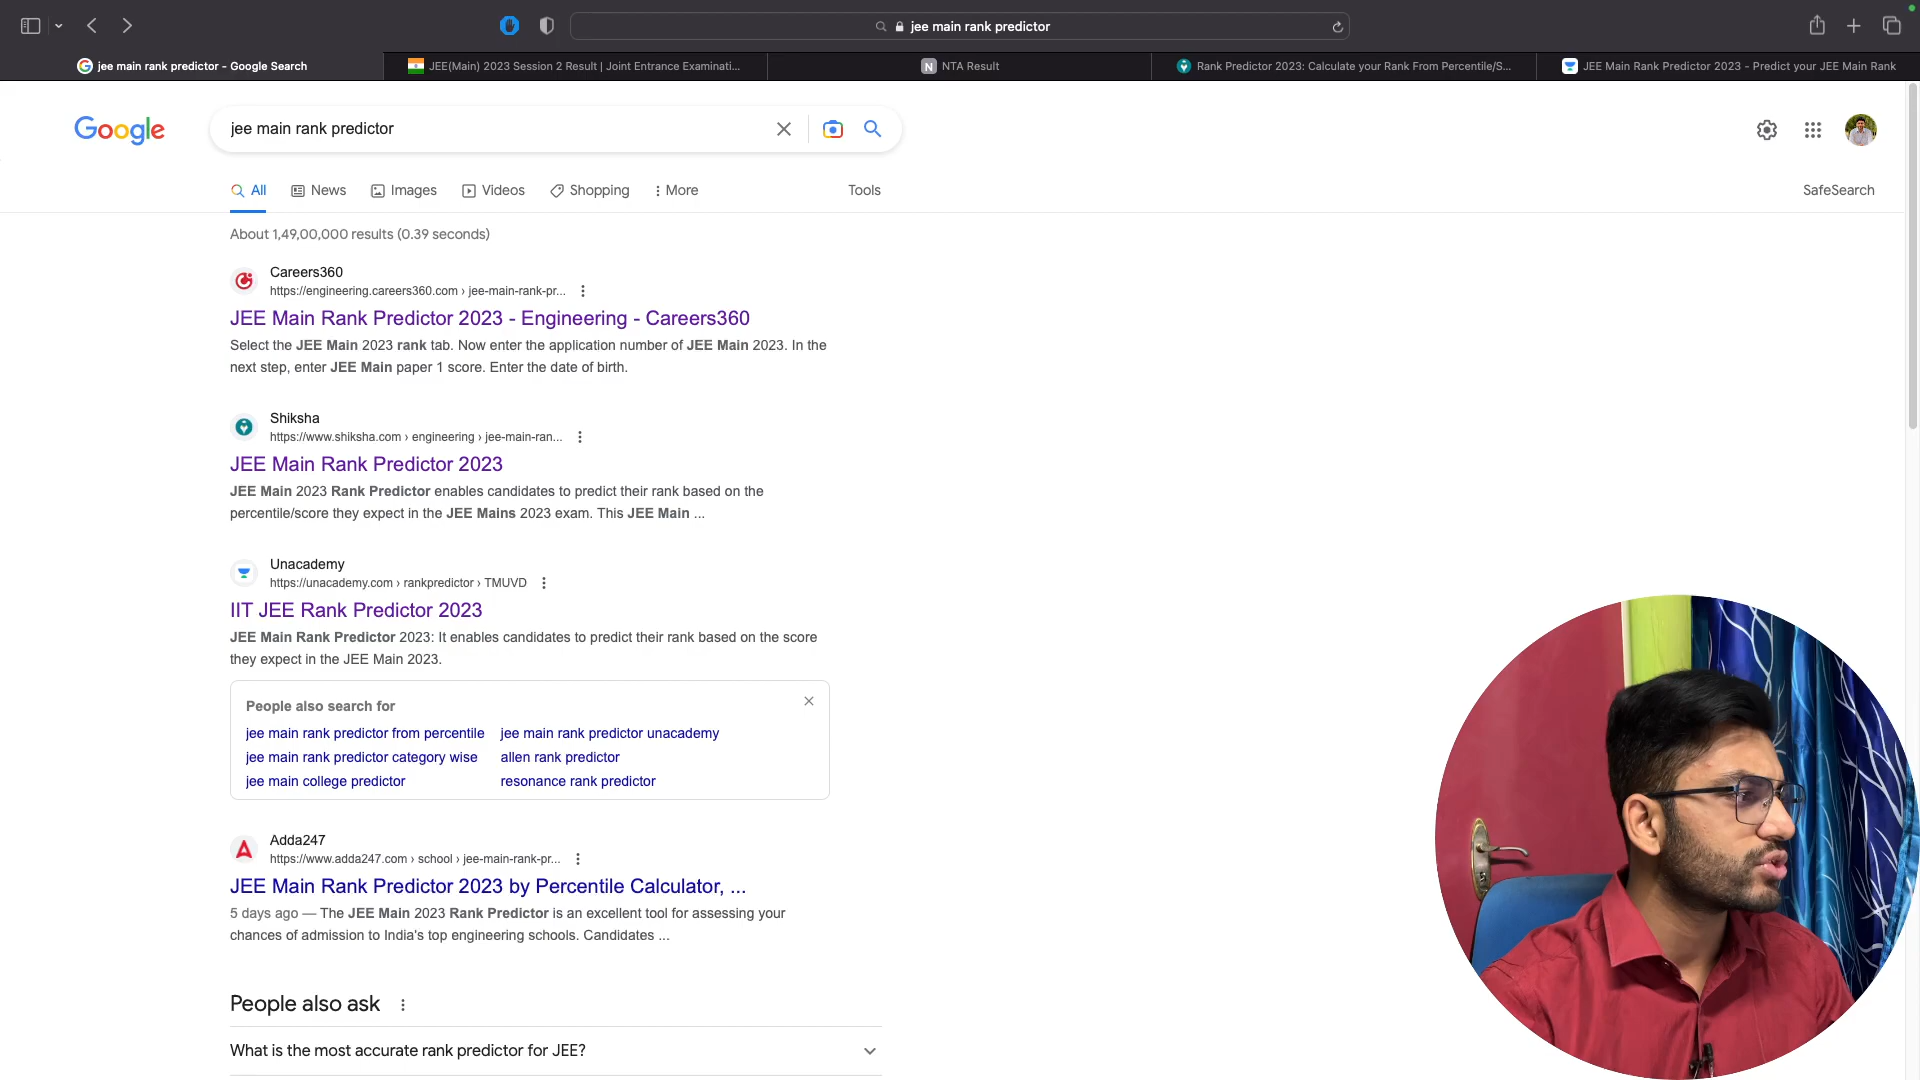 jee main rank predictor
jee main rank predictor - Google Search
JEE(Main) 2023 Session 2 Result | Joint Entrance Examinati...
N
NTA Result
Rank Predictor 2023: Calculate your Rank From Percentile/S...
JEE Main Rank Predictor 2023 - Predict your JEE Main Rank
Google
jee main rank predictor
All
News
Images
Videos
Shopping
More
Tools
SafeSearch
About 1,49,00,000 results (0.39 seconds)
Careers360
https://engineering.careers360.com › jee-main-rank-pr...
JEE Main Rank Predictor 2023 - Engineering - Careers360
Select the JEE Main 2023 rank tab. Now enter the application number of JEE Main 2023. In the
next step, enter JEE Main paper 1 score. Enter the date of birth.
Shiksha
https://www.shiksha.com › engineering › jee-main-ran...
JEE Main Rank Predictor 2023
JEE Main 2023 Rank Predictor enables candidates to predict their rank based on the
percentile/score they expect in the JEE Mains 2023 exam. This JEE Main ...
Unacademy
https://unacademy.com › rankpredictor › TMUVD
IIT JEE Rank Predictor 2023
JEE Main Rank Predictor 2023: It enables candidates to predict their rank based on the score
they expect in the JEE Main 2023.
People also search for
jee main rank predictor from percentile
jee main rank predictor unacademy
jee main rank predictor category wise
allen rank predictor
jee main college predictor
resonance rank predictor
Adda247
https://www.adda247.com › school › jee-main-rank-pr...
JEE Main Rank Predictor 2023 by Percentile Calculator, ...
5 days ago — The JEE Main 2023 Rank Predictor is an excellent tool for assessing your
chances of admission to India's top engineering schools. Candidates ...
People also ask
What is the most accurate rank predictor for JEE?